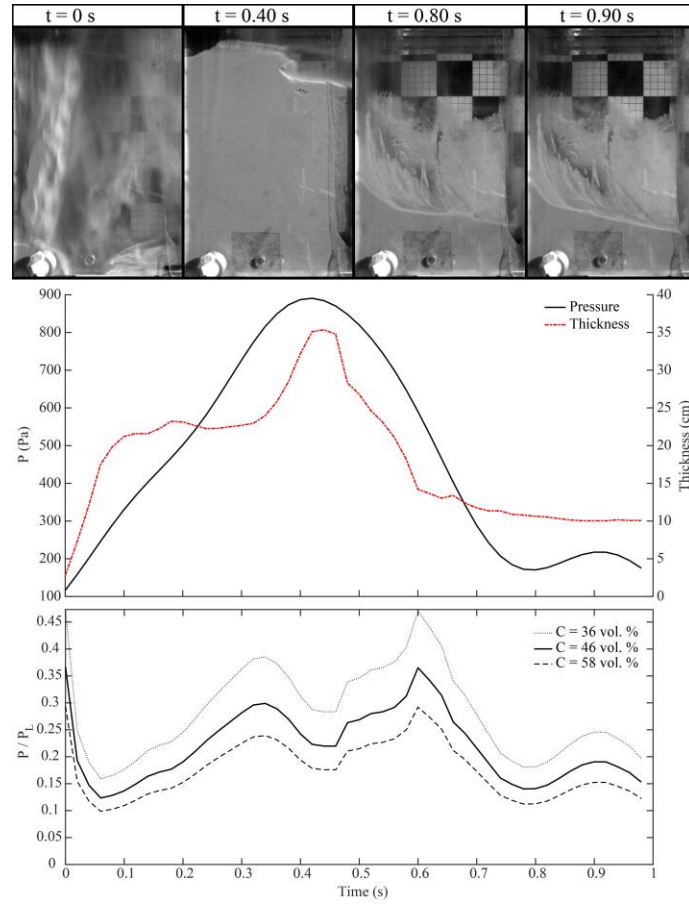 t = 0 s
t = 0.40 s
t = 0.80 s
t = 0.90 s
900
800
700
600
500
400
300
200
100
P (Pa)
Pressure
Thickness
40
35
30
25
20
15
10
5
0
Thickness (cm)
0.45
0.4
0.35
0.3
0.25
0.2
0.15
0.1
0.05
0
P / P_L
C = 36 vol. %
C = 46 vol. %
C = 58 vol. %
0 0.1 0.2 0.3 0.4 0.5 0.6 0.7 0.8 0.9 1
Time (s)